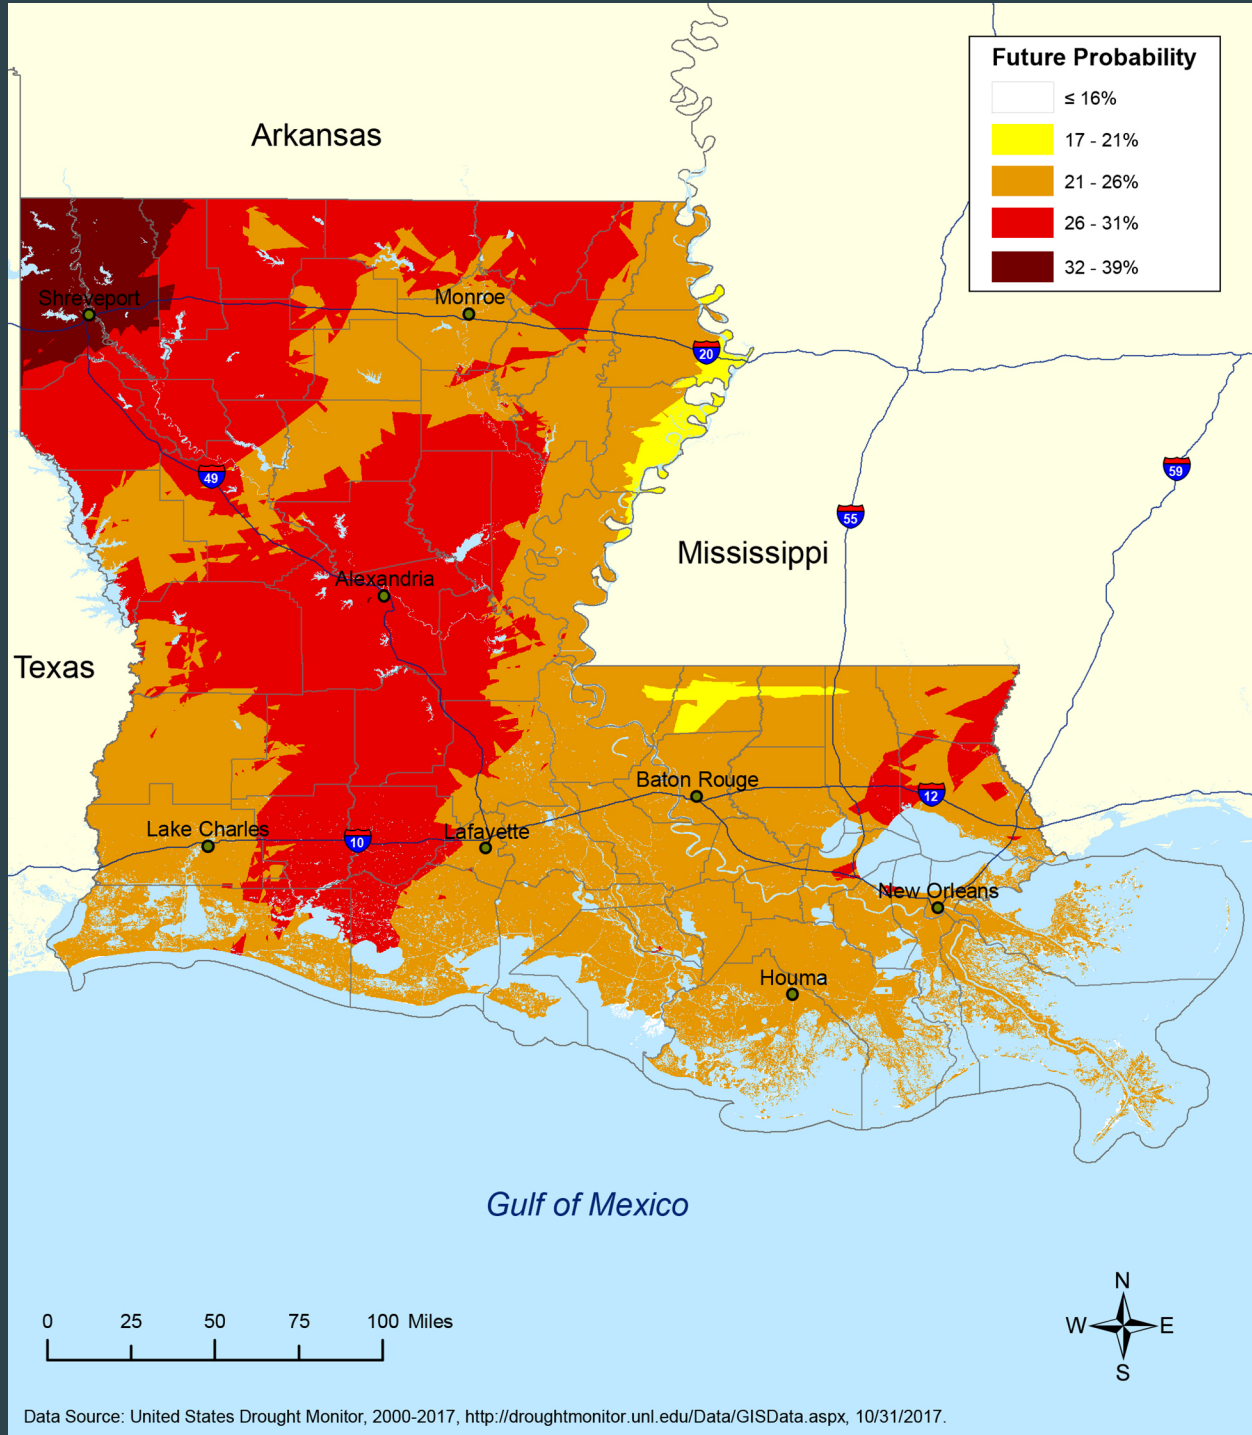 Future Probability
≤ 16%
17 - 21%
21 - 26%
26 - 31%
32 - 39%
Arkansas
Shreveport
Monroe
20
49
59
55
Mississippi
Alexandria
Texas
Baton Rouge
12
Lake Charles
10
Lafayette
New Orleans
Houma
Gulf of Mexico
N
W E
S
0 25 50 75 100 Miles
Data Source: United States Drought Monitor, 2000-2017, http://droughtmonitor.unl.edu/Data/GISData.aspx, 10/31/2017.